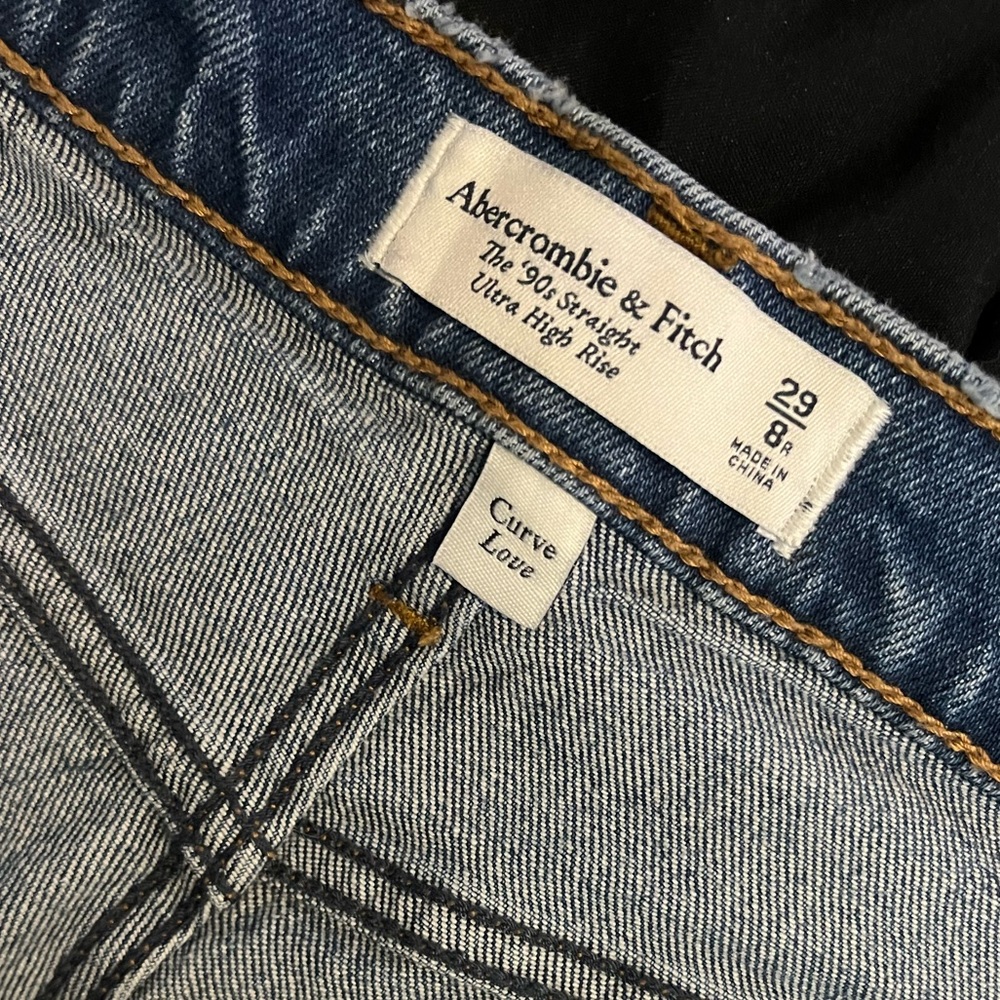 Abercrombie & Fitch
The '90s Straight
Ultra High Rise
29
8R
MADE IN
CHINA
Curve
Love